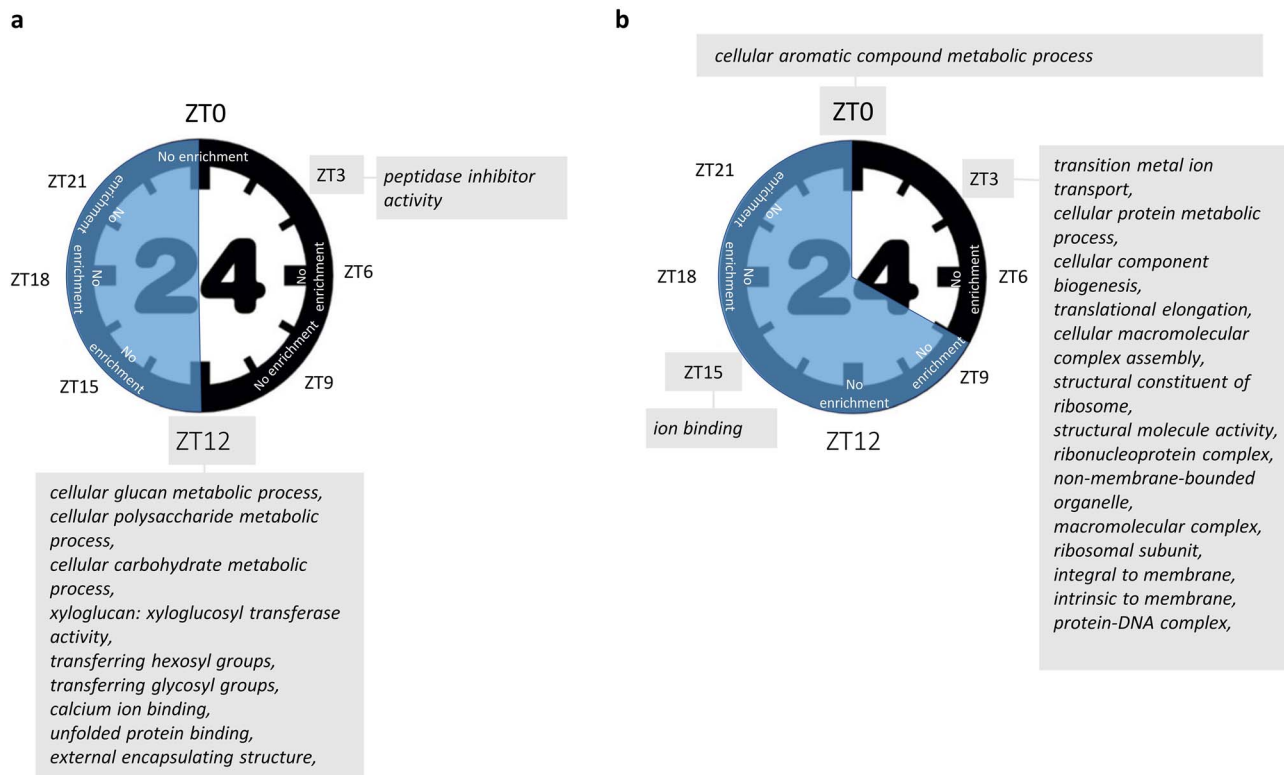 a
ZT0
No enrichment
ZT3
peptidase inhibitor
activity
ZT6
No
enrichment
ZT9
No enrichment
ZT12
cellular glucan metabolic process,
cellular polysaccharide metabolic
process,
cellular carbohydrate metabolic
process,
xyloglucan: xyloglucosyl transferase
activity,
transferring hexosyl groups,
transferring glycosyl groups,
calcium ion binding,
unfolded protein binding,
external encapsulating structure,
ZT15
No
enrichment
ZT18
No
enrichment
ZT21
No
enrichment
24
b
cellular aromatic compound metabolic process
ZT0
ZT3
transition metal ion
transport,
cellular protein metabolic
process,
cellular component
biogenesis,
translational elongation,
cellular macromolecular
complex assembly,
structural constituent of
ribosome,
structural molecule activity,
ribonucleoprotein complex,
non-membrane-bounded
organelle,
macromolecular complex,
ribosomal subunit,
integral to membrane,
intrinsic to membrane,
protein-DNA complex,
ZT6
No
enrichment
ZT9
No
enrichment
ZT12
No
enrichment
ZT15
ion binding
ZT18
No
enrichment
ZT21
No
enrichment
24